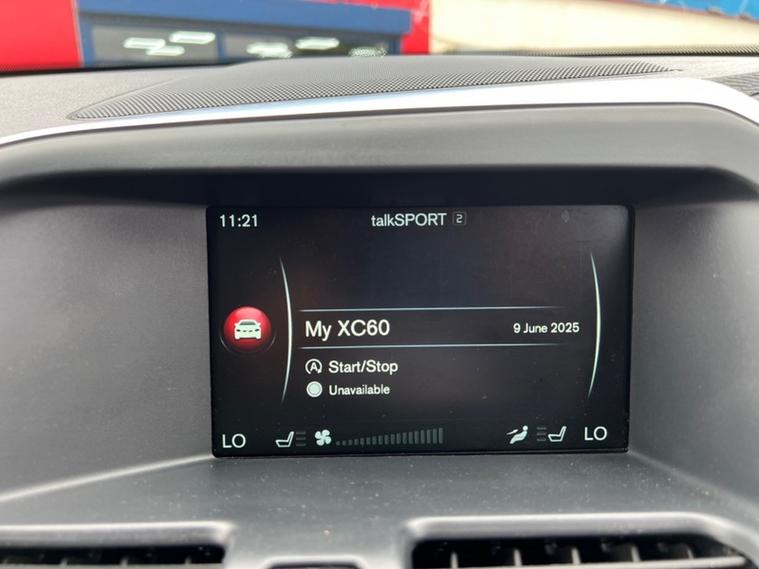 11:21 talkSPORT 2
My XC60 9 June 2025
A Start/Stop
Unavailable
LO LO